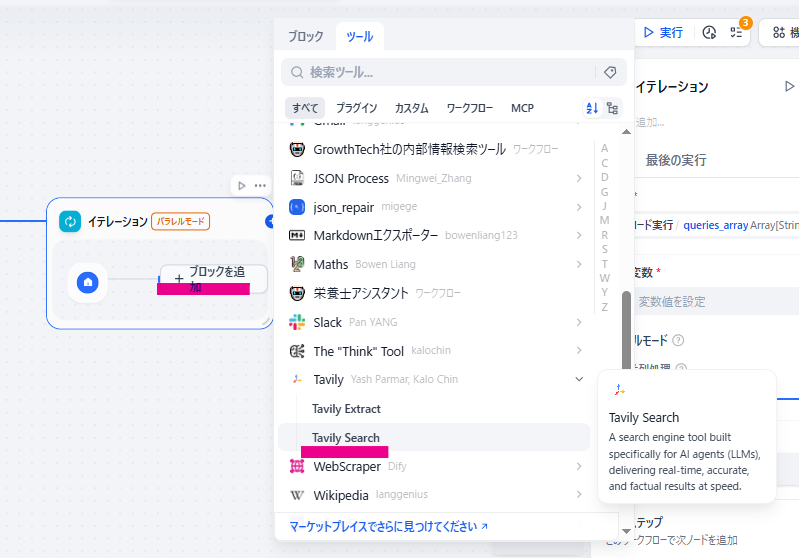 イテレーション
パラレルモード
ブロックを追加
ブロック
ツール
検索ツール...
すべて
プラグイン
カスタム
ワークフロー
MCP
GrowthTech社の内部情報検索ツール ワークフロー
JSON Process Mingwei_Zhang
json_repair migege
Markdownエクスポーター bowenliang123
Maths Bowen Liang
栄養士アシスタント ワークフロー
Slack Pan YANG
The "Think" Tool kalochin
Tavily Yash Parmar, Kalo Chin
Tavily Extract
Tavily Search
WebScraper Dify
Wikipedia langgenius
マーケットプレイスでさらに見つけてください
A
C
D
G
J
M
R
S
T
W
Y
Z
実行
3
イテレーション
追加...
最後の実行
*
ード実行 / queries_array Array[Strin
変数 *
変数値を設定
ルモード
Tavily Search
A search engine tool built
specifically for AI agents (LLMs),
delivering real-time, accurate,
and factual results at speed.
テップ
このワークフローで次ノードを追加